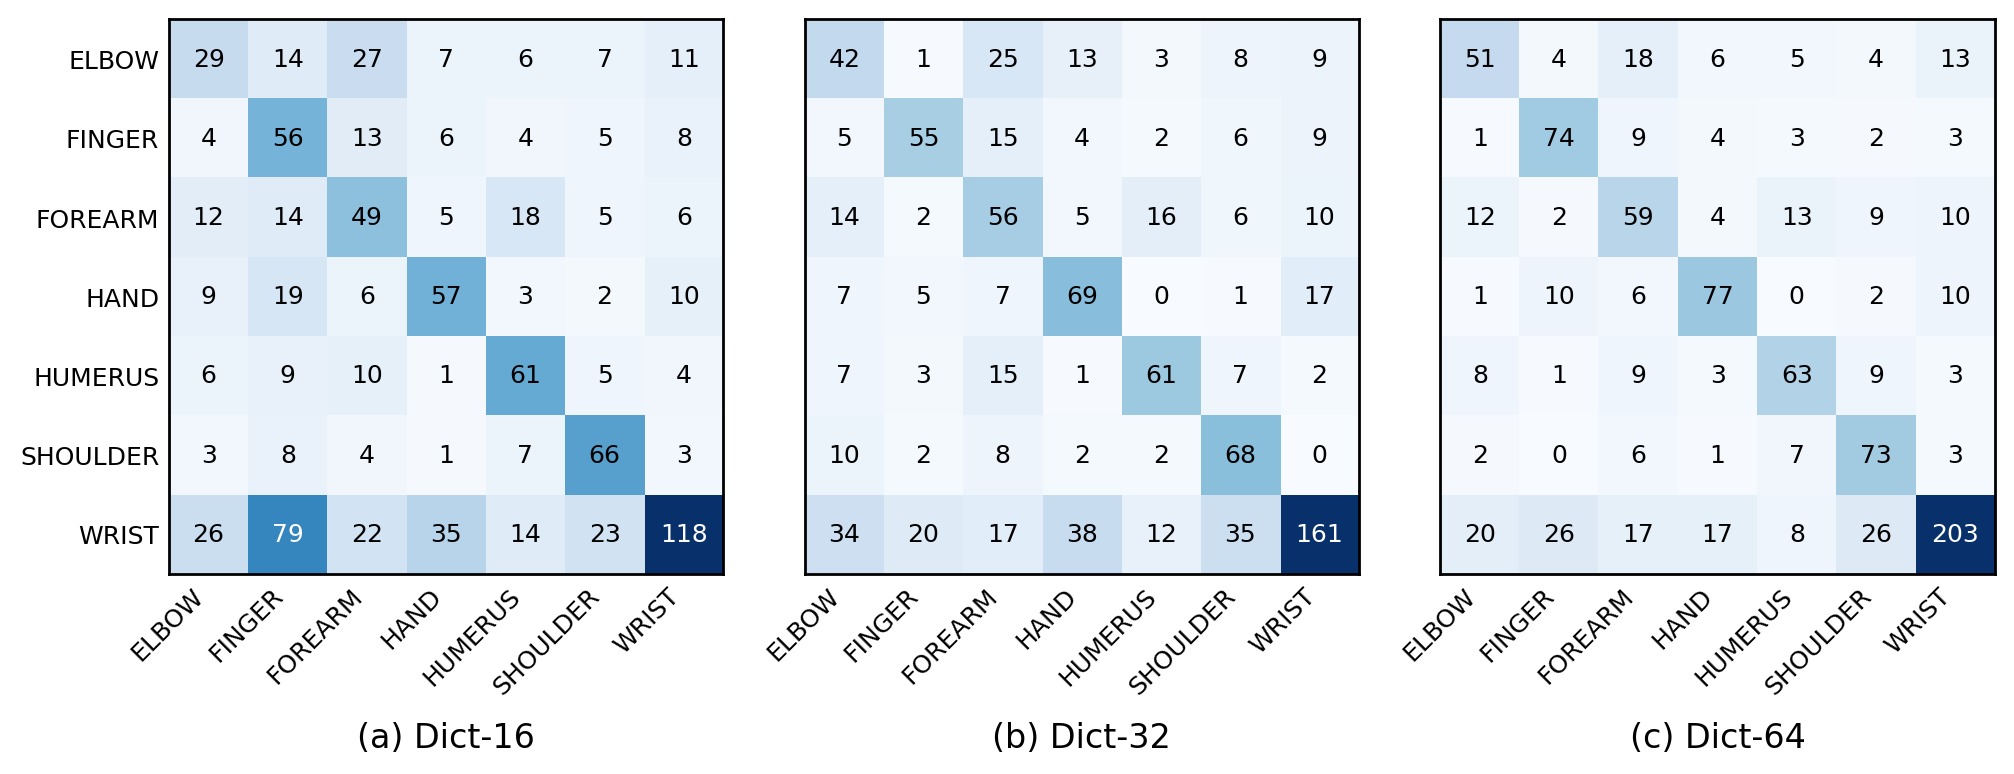 ELBOW 29 14 27 7 6 7 11 42 1 25 13 3 8 9 51 4 18 6 5 4 13
FINGER 4 56 13 6 4 5 8 5 55 15 4 2 6 9 1 74 9 4 3 2 3
FOREARM 12 14 49 5 18 5 6 14 2 56 5 16 6 10 12 2 59 4 13 9 10
HAND 9 19 6 57 3 2 10 7 5 7 69 0 1 17 1 10 6 77 0 2 10
HUMERUS 6 9 10 1 61 5 4 7 3 15 1 61 7 2 8 1 9 3 63 9 3
SHOULDER 3 8 4 1 7 66 3 10 2 8 2 2 68 0 2 0 6 1 7 73 3
WRIST 26 79 22 35 14 23 118 34 20 17 38 12 35 161 20 26 17 17 8 26 203
ELBOW FINGER FOREARM HAND HUMERUS SHOULDER WRIST ELBOW FINGER FOREARM HAND HUMERUS SHOULDER WRIST ELBOW FINGER FOREARM HAND HUMERUS SHOULDER WRIST
(a) Dict-16 (b) Dict-32 (c) Dict-64